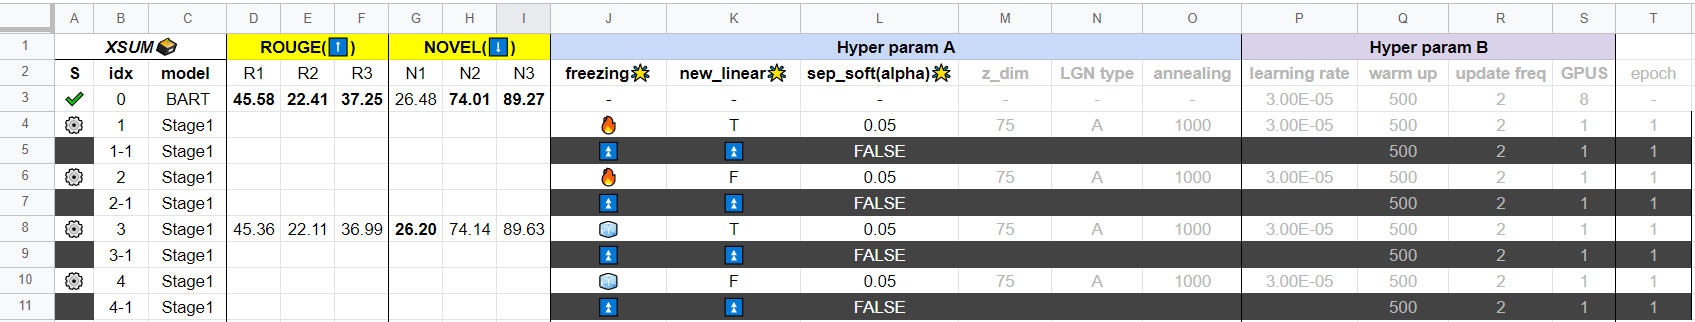 A B C D E F G H I J K L M N O P Q R S T
1 XSUM ROUGE(⬆️) NOVEL(⬇️) Hyper param A Hyper param B
2 S idx model R1 R2 R3 N1 N2 N3 freezing new_linear sep_soft(alpha) z_dim LGN type annealing learning rate warm up update freq GPUS epoch
3 0 BART 45.58 22.41 37.25 26.48 74.01 89.27 - - - - - - 3.00E-05 500 2 8 -
4 1 Stage1 T 0.05 75 A 1000 3.00E-05 500 2 1 1
5 1-1 Stage1 FALSE 500 2 1 1
6 2 Stage1 F 0.05 75 A 1000 3.00E-05 500 2 1 1
7 2-1 Stage1 FALSE 500 2 1 1
8 3 Stage1 45.36 22.11 36.99 26.20 74.14 89.63 T 0.05 75 A 1000 3.00E-05 500 2 1 1
9 3-1 Stage1 FALSE 500 2 1 1
10 4 Stage1 F 0.05 75 A 1000 3.00E-05 500 2 1 1
11 4-1 Stage1 FALSE 500 2 1 1